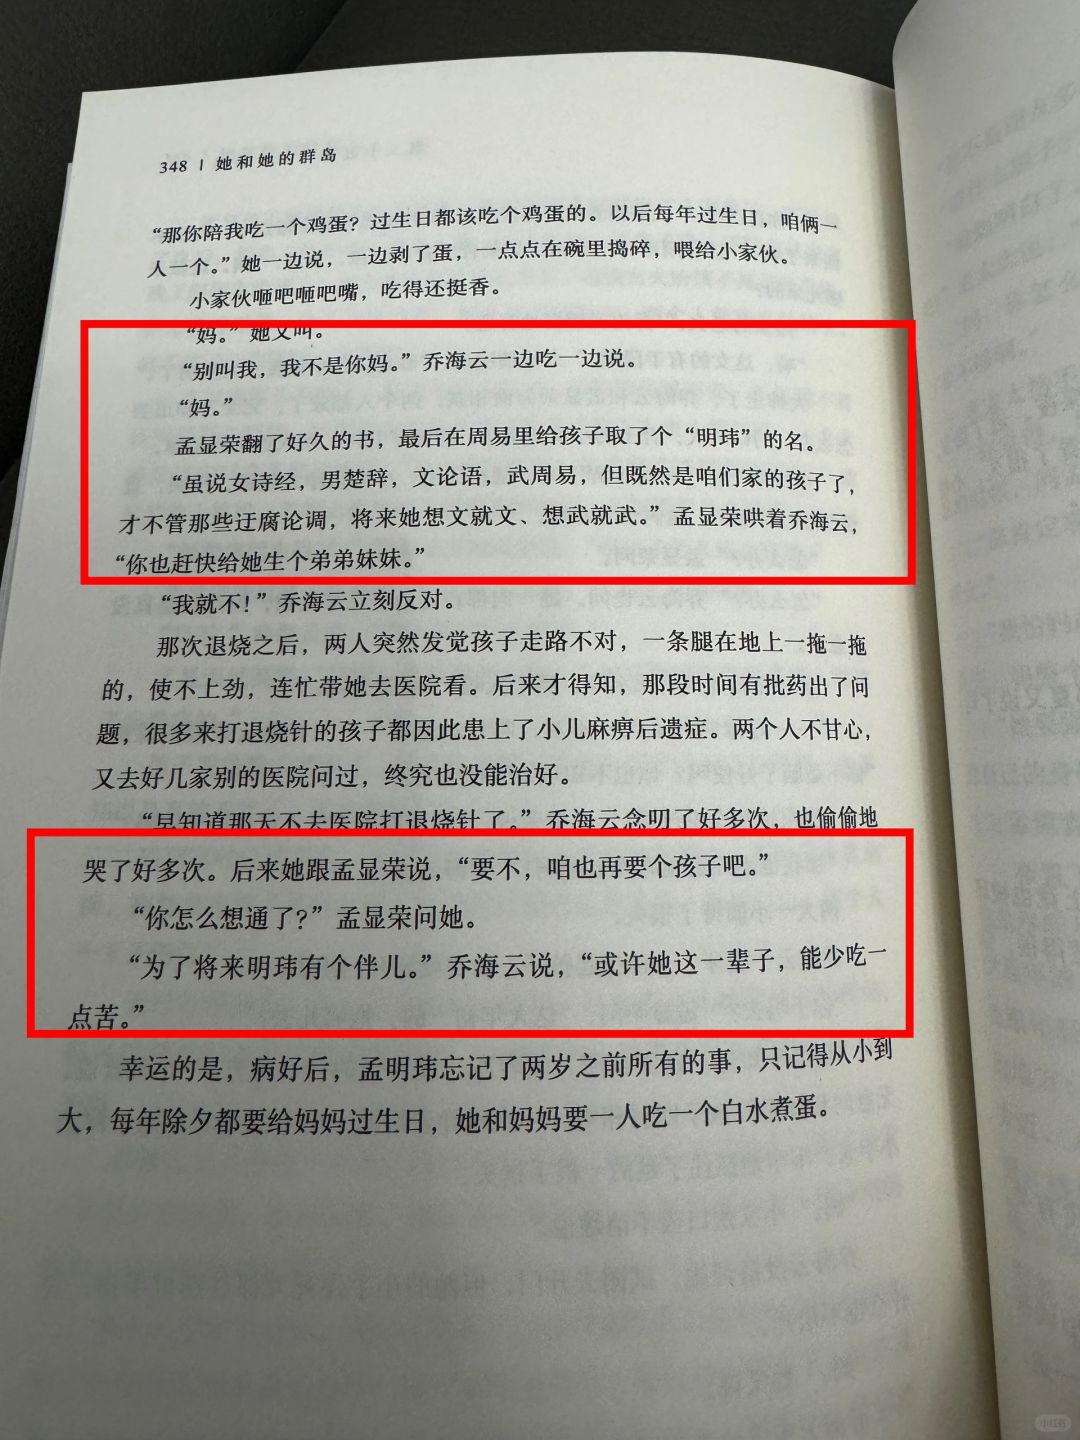 348 | 她和她的群岛
“那你陪我吃一个鸡蛋？过生日都该吃个鸡蛋的。以后每年过生日，咱俩一
人一个。”她一边说，一边剥了蛋，一点点在碗里捣碎，喂给小家伙。
小家伙咂吧咂吧嘴，吃得还挺香。
“妈。”她又叫。
“别叫我，我不是你妈。”乔海云一边吃一边说。
“妈。”
孟显荣翻了好久的书，最后在周易里给孩子取了个“明玮”的名。
“虽说女诗经，男楚辞，文论语，武周易，但既然是咱们家的孩子了，
才不管那些迂腐论调，将来她想文就文、想武就武。”孟显荣哄着乔海云，
“你也赶快给她生个弟弟妹妹。”
“我就不！”乔海云立刻反对。
那次退烧之后，两人突然发觉孩子走路不对，一条腿在地上一拖一拖
的，使不上劲，连忙带她去医院看。后来才得知，那段时间有批药出了问
题，很多来打退烧针的孩子都因此患上了小儿麻痹后遗症。两个人不甘心，
又去好几家别的医院问过，终究也没能治好。
“早知道那天不去医院打退烧针了。”乔海云念叨了好多次，也偷偷地
哭了好多次。后来她跟孟显荣说，“要不，咱也再要个孩子吧。”
“你怎么想通了？”孟显荣问她。
“为了将来明玮有个伴儿。”乔海云说，“或许她这一辈子，能少吃一
点苦。”
幸运的是，病好后，孟明玮忘记了两岁之前所有的事，只记得从小到
大，每年除夕都要给妈妈过生日，她和妈妈要一人吃一个白水煮蛋。
小红书